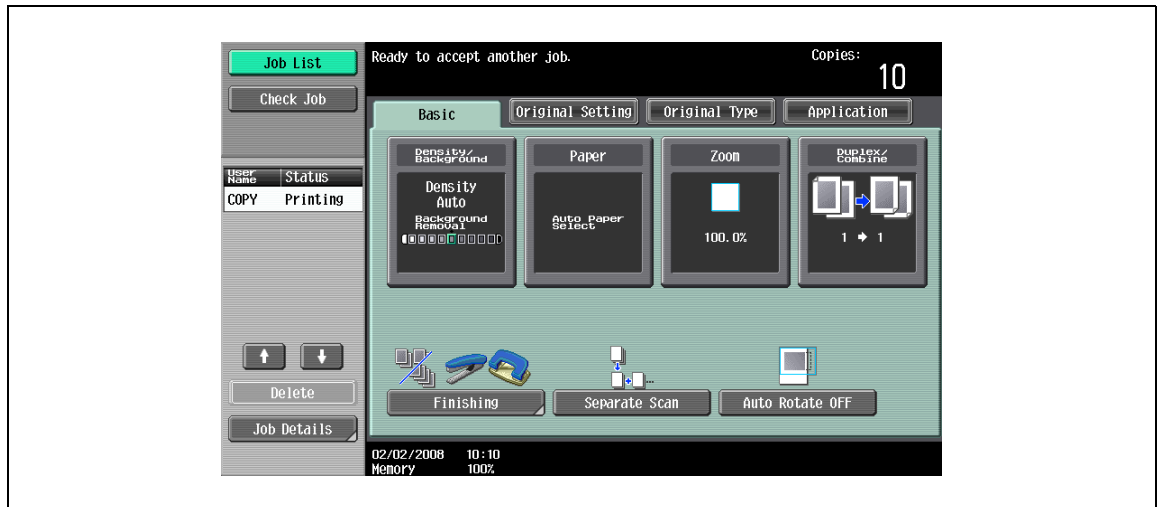 Job List
Check Job
User Name Status
COPY Printing
Delete
Job Details
Ready to accept another job.
Copies:
10
Basic
Original Setting
Original Type
Application
Density/
Background
Density
Auto
Background
Removal
Paper
Auto Paper
Select
Zoom
100.0%
Duplex/
Combine
1 → 1
Finishing
Separate Scan
Auto Rotate OFF
02/02/2008 10:10
Memory 100%